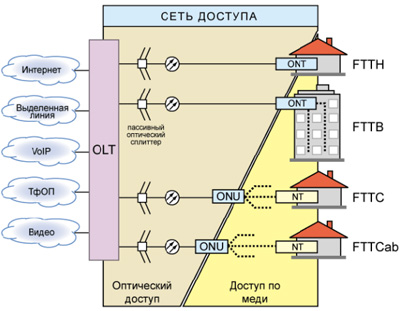 СЕТЬ ДОСТУПА
Интернет
Выделенная
линия
VoIP
ТфОП
Видео
OLT
пассивный
оптический
сплиттер
ONT
FTTH
ONT
FTTB
ONU
NT
FTTC
ONU
NT
FTTCab
Оптический
доступ
Доступ по
меди